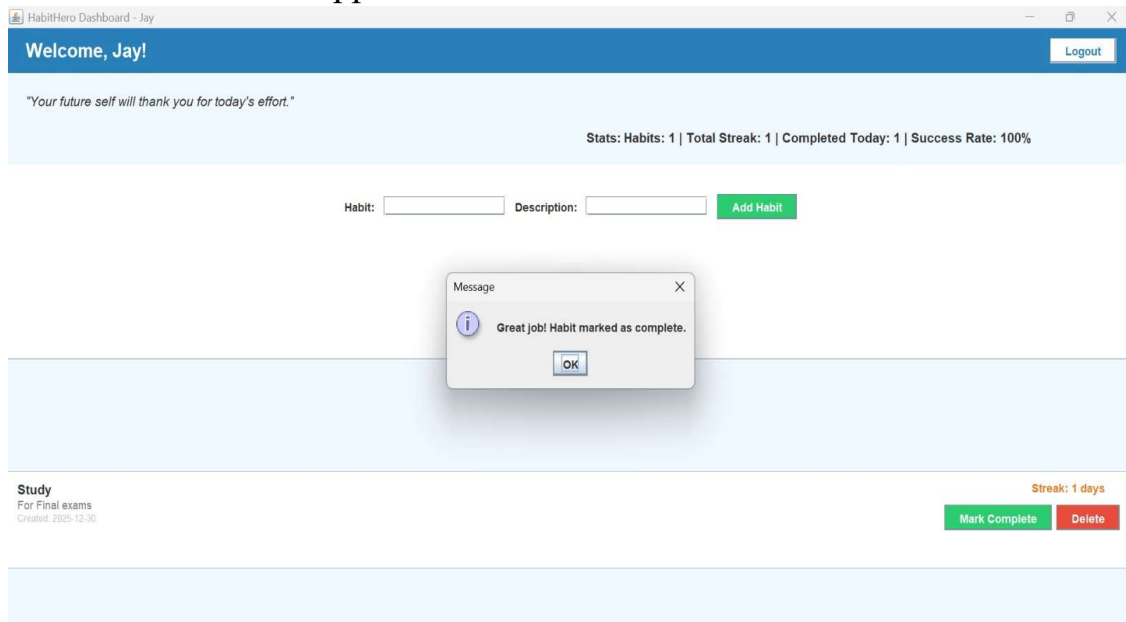 HabitHero Dashboard - Jay
Welcome, Jay!
Logout
"Your future self will thank you for today's effort."
Stats: Habits: 1 | Total Streak: 1 | Completed Today: 1 | Success Rate: 100%
Habit:
Description:
Add Habit
Message
Great job! Habit marked as complete.
OK
Study
Streak: 1 days
For Final exams
Created: 2025-12-30
Mark Complete
Delete